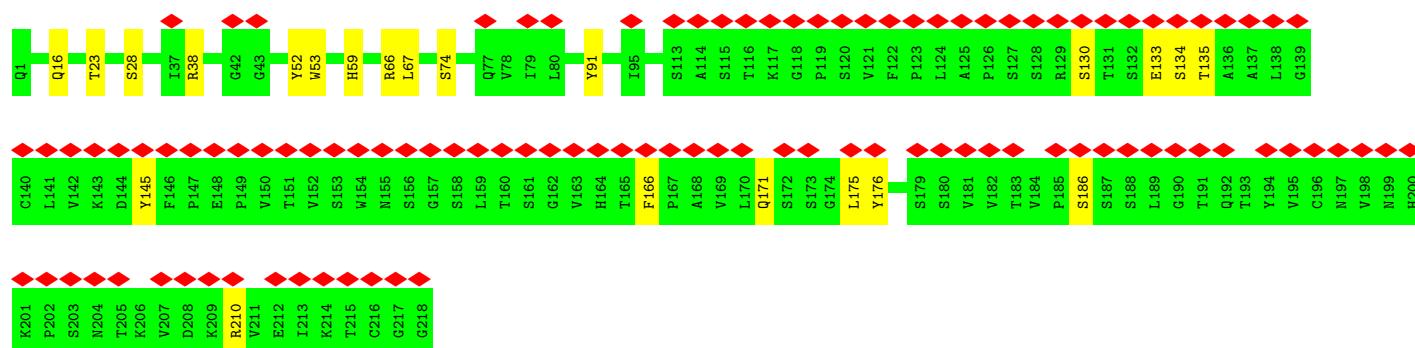 Q1 Q16 T23 S28 I37 R38 G42 G43 Y52 W53 H59 R66 L67 S74 Q77 V78 I79 L80 Y91 I95 S113 A114 S115 T116 K117 G118 P119 S120 V121 F122 P123 L124 A125 P126 S127 S128 R129 S130 T131 S132 E133 S134 T135 A136 A137 L138 G139
C140 L141 V142 K143 D144 Y145 F146 P147 E148 P149 V150 T151 V152 S153 W154 N155 S156 G157 S158 L159 T160 S161 G162 V163 H164 T165 F166 P167 A168 V169 L170 Q171 S172 S173 G174 L175 Y176 S179 S180 V181 V182 T183 V184 P185 S186 S187 S188 L189 G190 T191 Q192 T193 Y194 V195 C196 N197 V198 N199 H200
K201 P202 S203 N204 T205 K206 V207 D208 K209 R210 V211 E212 I213 K214 T215 C216 G217 G218